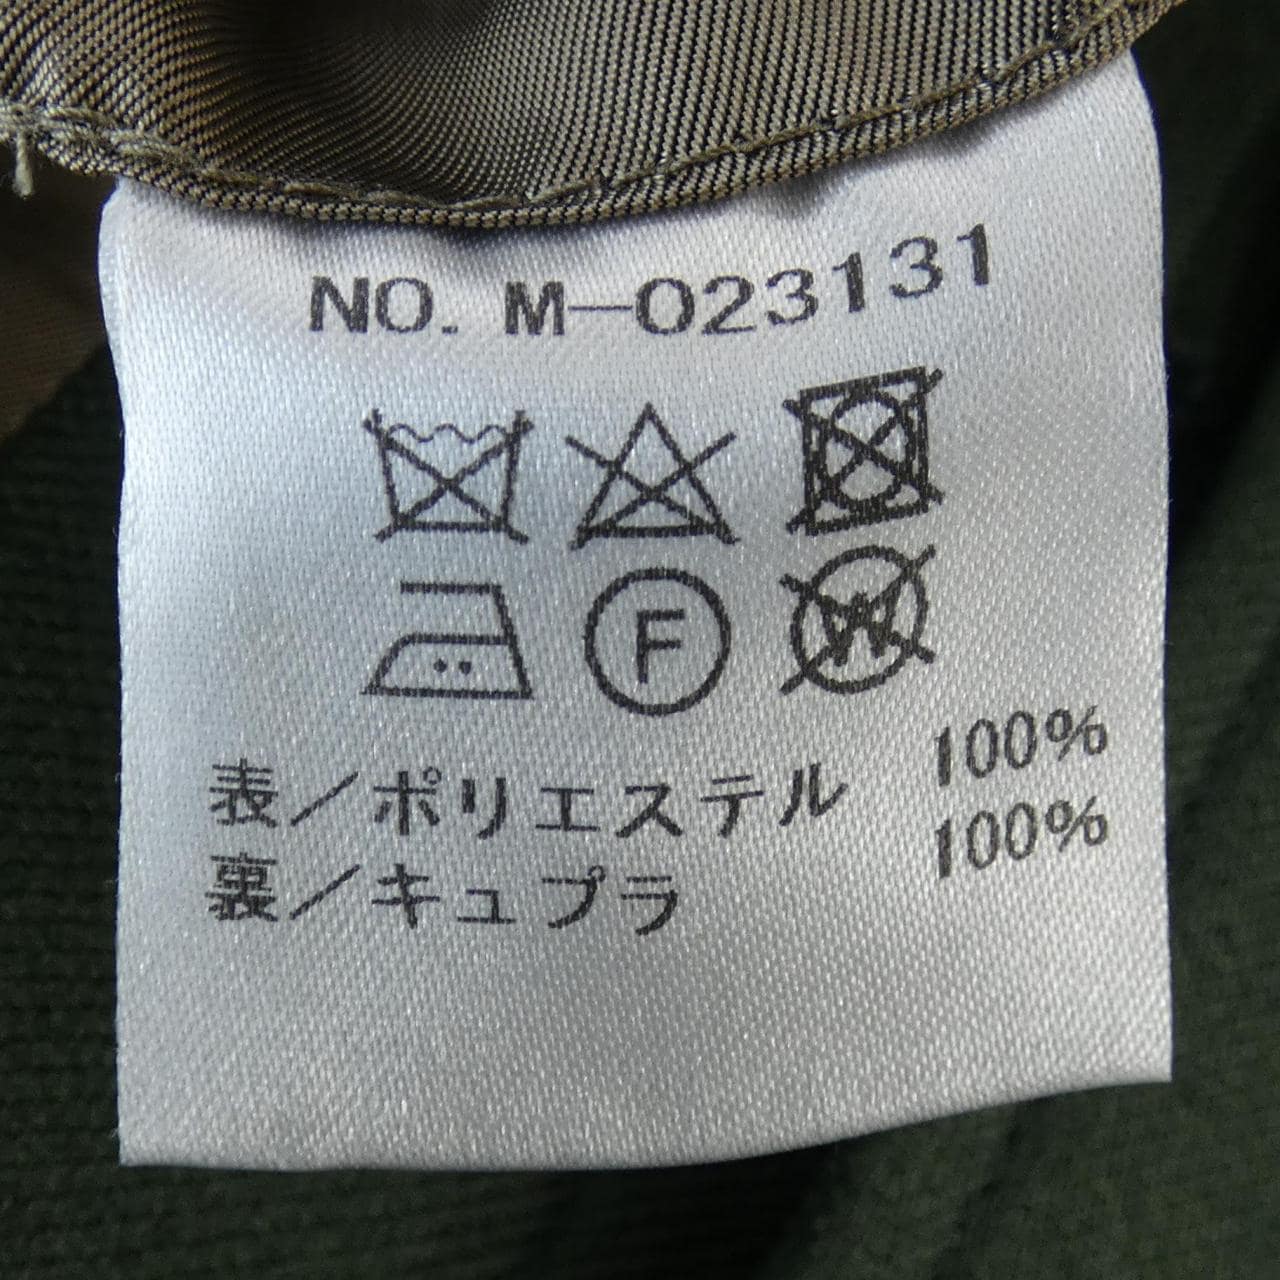 NO. M-023131
F
W
表/ポリエステル 100%
裏/キュプラ 100%